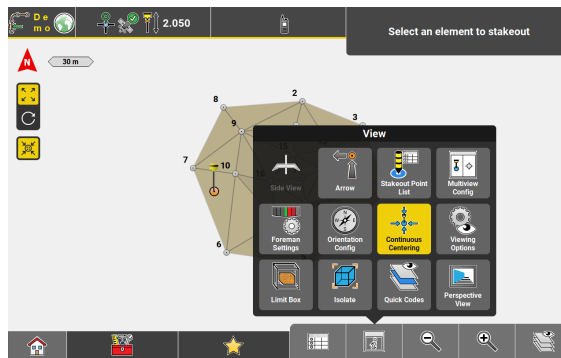 De
mo
2.050
Select an element to stakeout
N
30 m
8
2
3
9
View
7
10
Side View
Arrow
Stakeout Point
List
Multiview
Config
Foreman
Settings
Orientation
Config
Continuous
Centering
Viewing
Options
6
Limit Box
Isolate
Quick Codes
Perspective
View